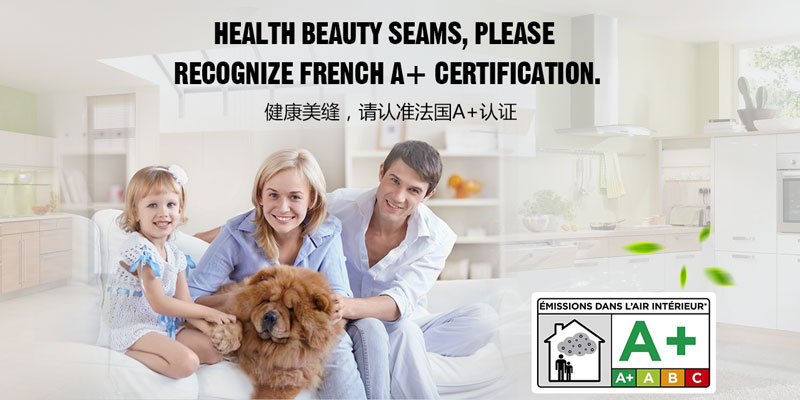 HEALTH BEAUTY SEAMS, PLEASE
RECOGNIZE FRENCH A+ CERTIFICATION.
健康美缝，请认准法国A+认证
ÉMISSIONS DANS L'AIR INTÉRIEUR*
A+
A+ A B C